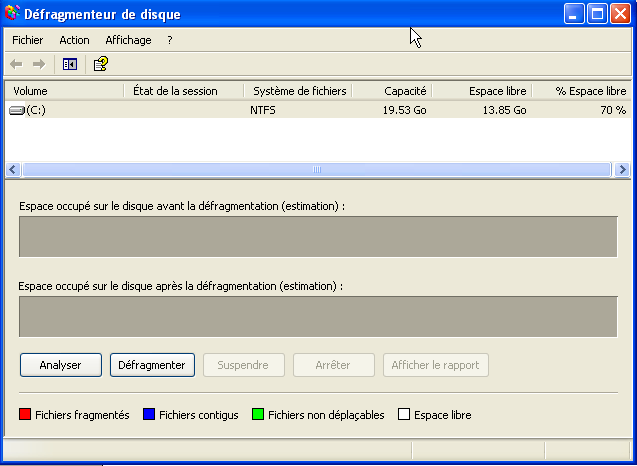 Défragmenteur de disque
Fichier Action Affichage ?
Volume État de la session Système de fichiers Capacité Espace libre % Espace libre
(C:) NTFS 19.53 Go 13.85 Go 70 %
Espace occupé sur le disque avant la défragmentation (estimation) :
Espace occupé sur le disque après la défragmentation (estimation) :
Analyser Défragmenter Suspendre Arrêter Afficher le rapport
Fichiers fragmentés Fichiers contigus Fichiers non déplaçables Espace libre